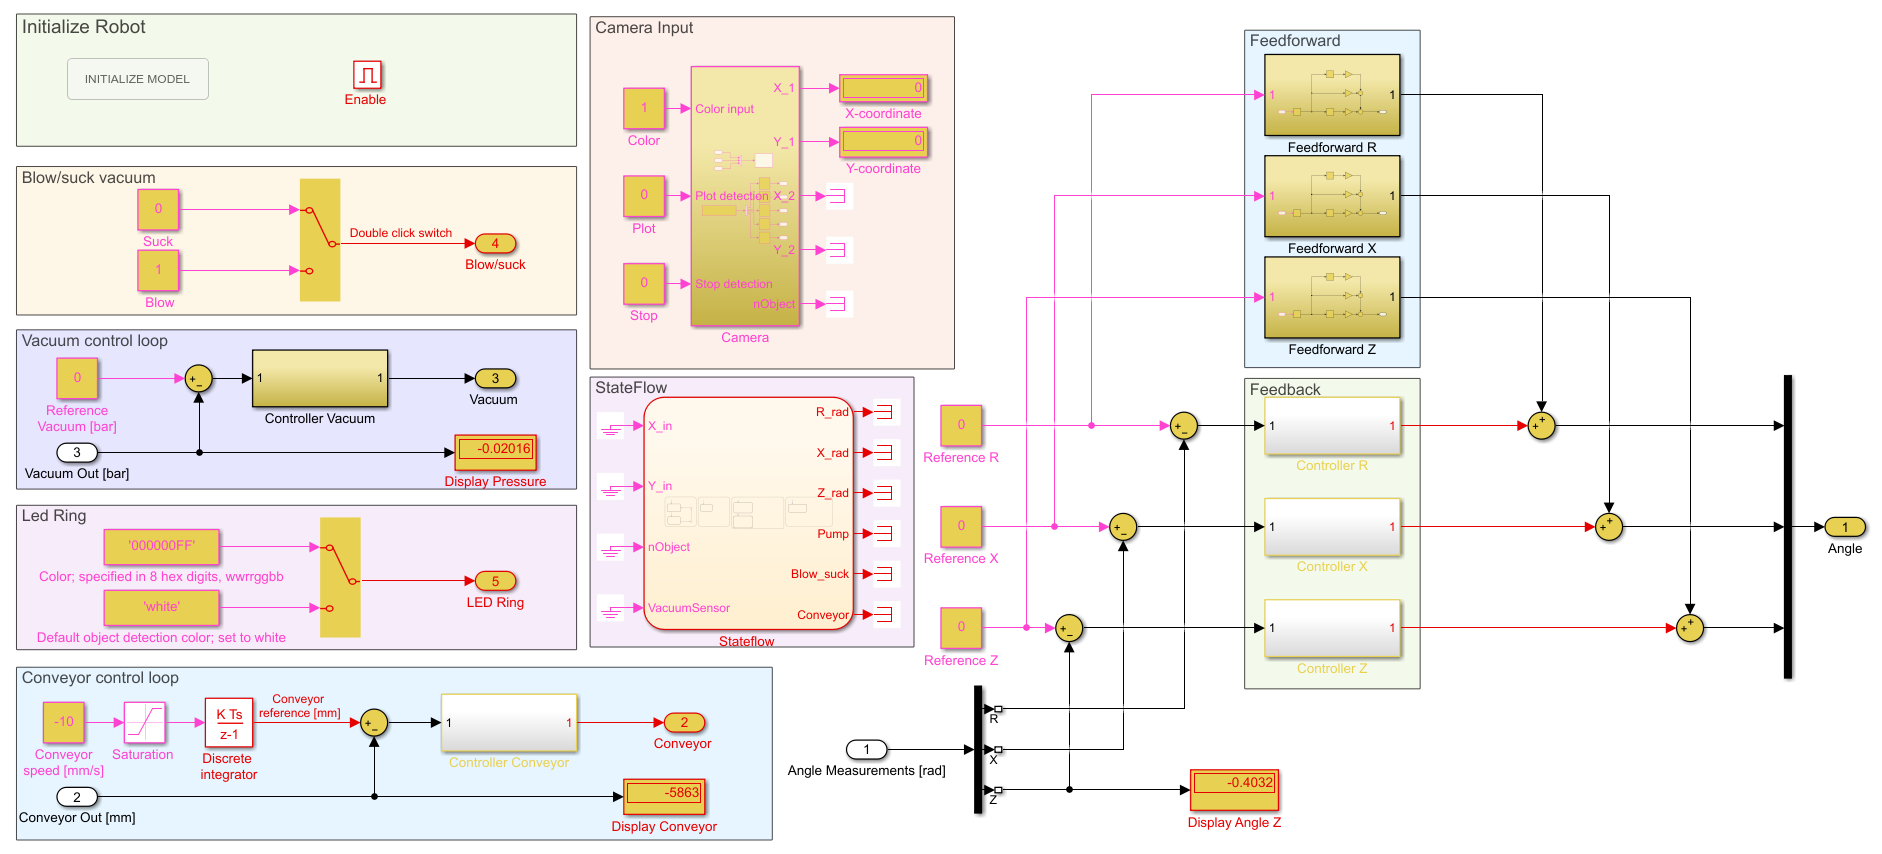 Initialize Robot
INITIALIZE MODEL
Enable
Blow/suck vacuum
0
Suck
1
Blow
Double click switch
4
Blow/suck
Vacuum control loop
0
Reference
Vacuum [bar]
+
−
1
1
Controller Vacuum
3
Vacuum
3
Vacuum Out [bar]
-0.02016
Display Pressure
Led Ring
'000000FF'
Color; specified in 8 hex digits, wwrrggbb
'white'
Default object detection color; set to white
5
LED Ring
Conveyor control loop
-10
Conveyor
speed [mm/s]
Saturation
K Ts
z-1
Discrete
integrator
Conveyor
reference [mm]
+
−
1
1
Controller Conveyor
2
Conveyor
2
Conveyor Out [mm]
-5863
Display Conveyor
Camera Input
1
Color
0
Plot
0
Stop
Color input
Plot detection
Stop detection
X_1
Y_1
X_2
Y_2
nObject
Camera
0
X-coordinate
0
Y-coordinate
StateFlow
X_in
Y_in
nObject
VacuumSensor
R_rad
X_rad
Z_rad
Pump
Blow_suck
Conveyor
Stateflow
0
Reference R
0
Reference X
0
Reference Z
Feedforward
1
1
Feedforward R
1
1
Feedforward X
1
1
Feedforward Z
Feedback
+
−
1
1
Controller R
+
+
+
−
1
1
Controller X
+
+
+
−
1
1
Controller Z
+
+
1
Angle
1
Angle Measurements [rad]
R
X
Z
-0.4032
Display Angle Z